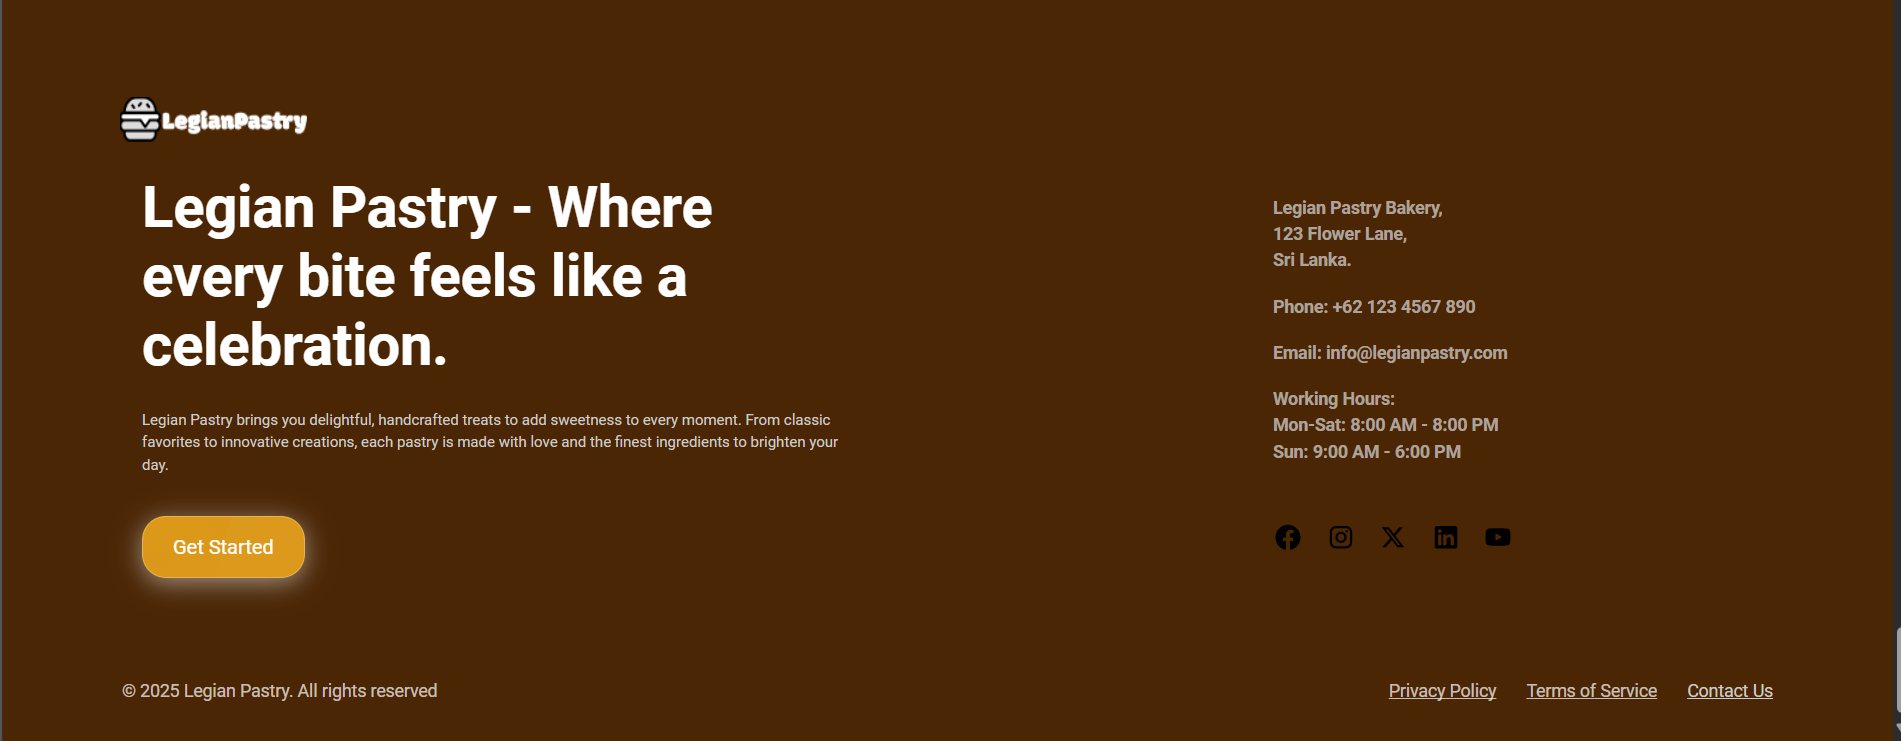 LegianPastry
Legian Pastry - Where
every bite feels like a
celebration.
Legian Pastry brings you delightful, handcrafted treats to add sweetness to every moment. From classic
favorites to innovative creations, each pastry is made with love and the finest ingredients to brighten your
day.
Get Started
Legian Pastry Bakery,
123 Flower Lane,
Sri Lanka.
Phone: +62 123 4567 890
Email: info@legianpastry.com
Working Hours:
Mon-Sat: 8:00 AM - 8:00 PM
Sun: 9:00 AM - 6:00 PM
© 2025 Legian Pastry. All rights reserved
Privacy Policy Terms of Service Contact Us